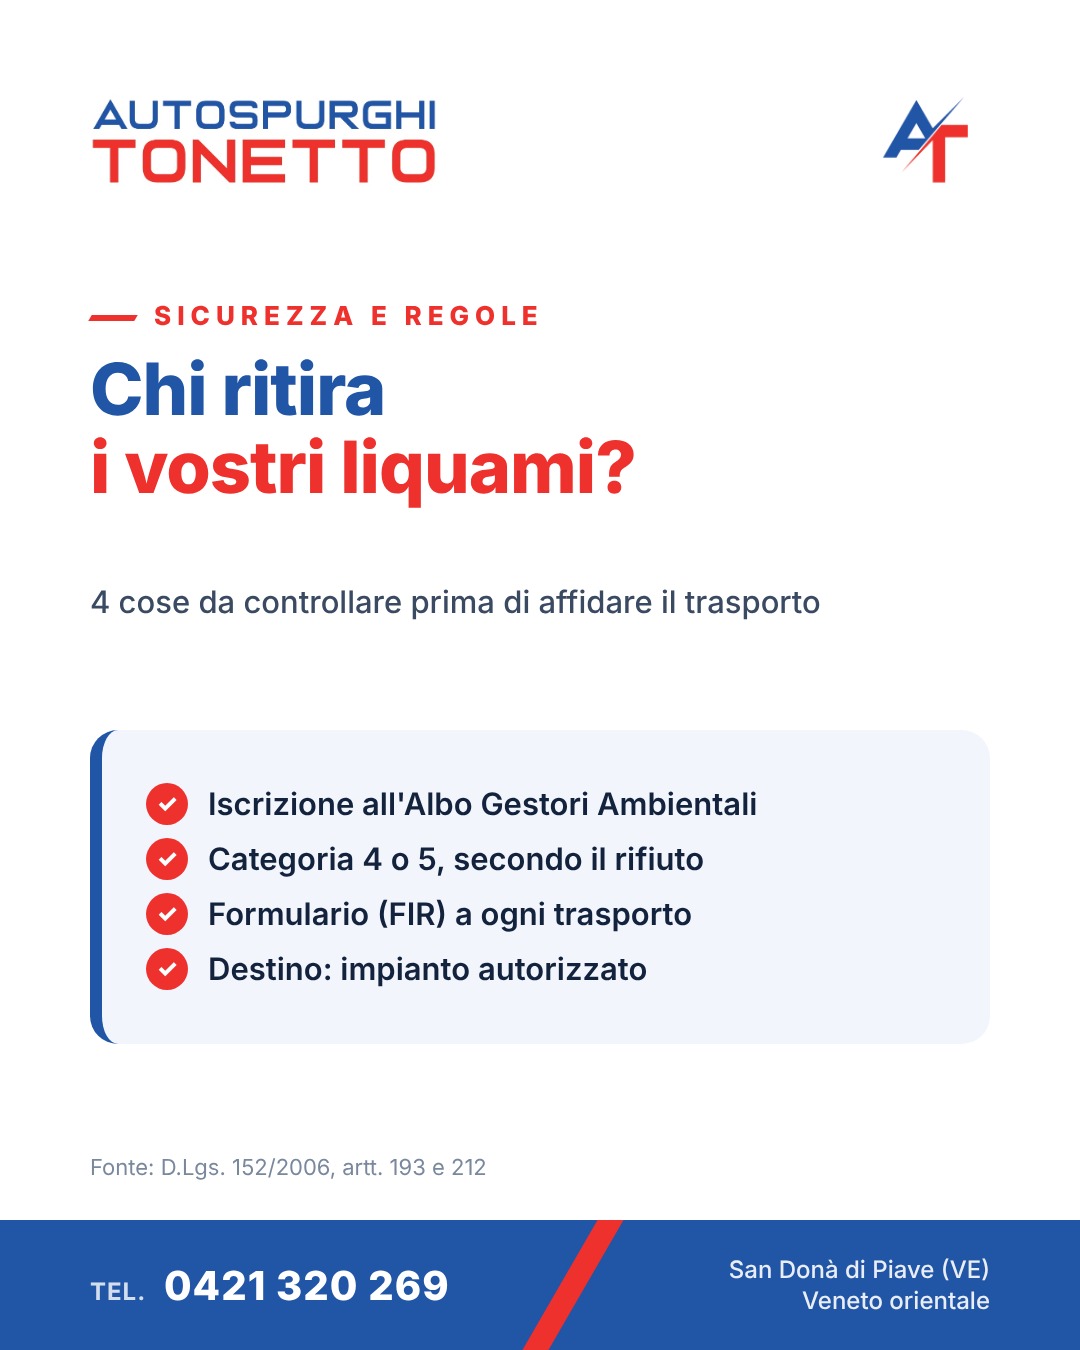 AUTOSPURGHI
TONETTO
AT
SICUREZZA E REGOLE
Chi ritira
i vostri liquami?
4 cose da controllare prima di affidare il trasporto
Iscrizione all'Albo Gestori Ambientali
Categoria 4 o 5, secondo il rifiuto
Formulario (FIR) a ogni trasporto
Destino: impianto autorizzato
Fonte: D.Lgs. 152/2006, artt. 193 e 212
TEL. 0421 320 269
San Donà di Piave (VE)
Veneto orientale